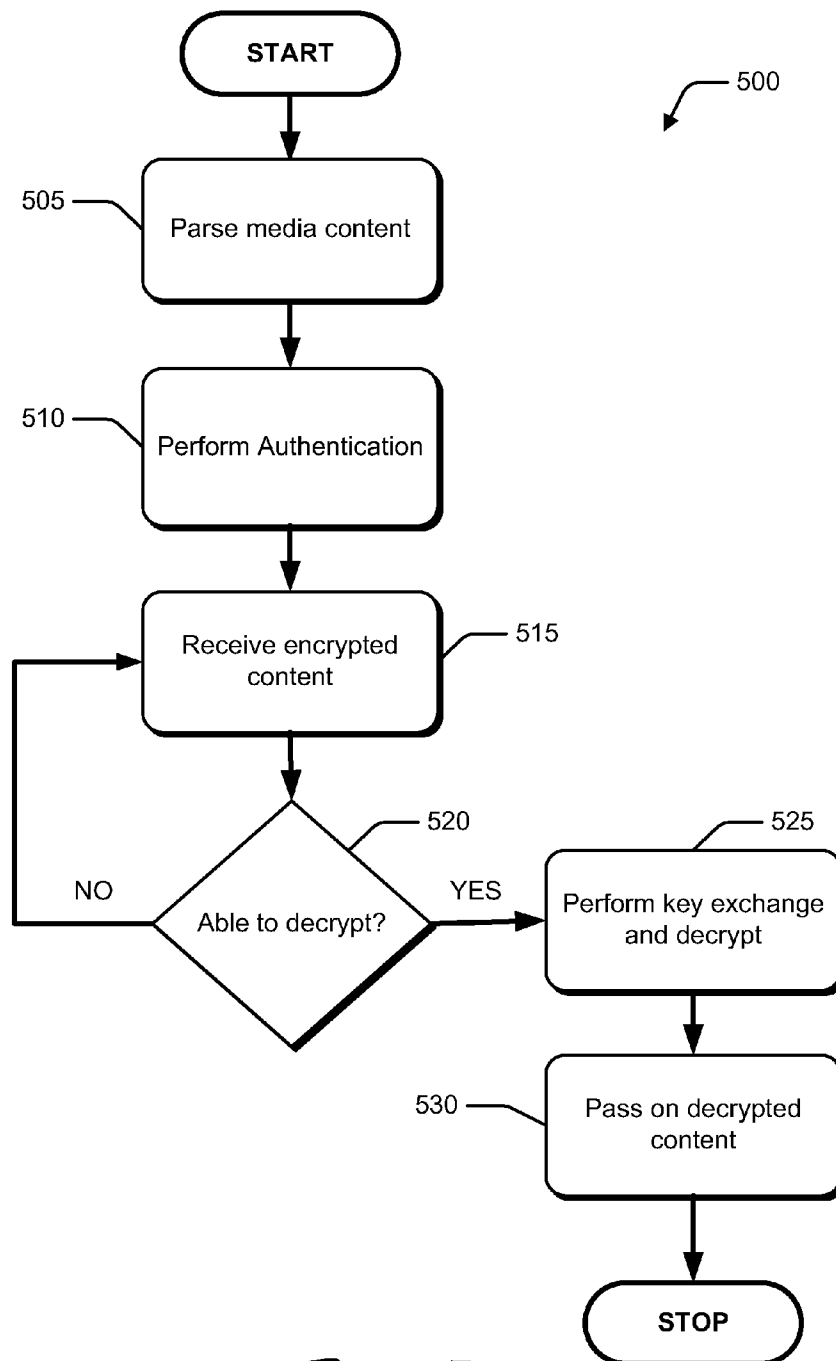 START
500
505
Parse media content
510
Perform Authentication
Receive encrypted
content
515
520
525
NO
YES
Able to decrypt?
Perform key exchange
and decrypt
530
Pass on decrypted
content
STOP